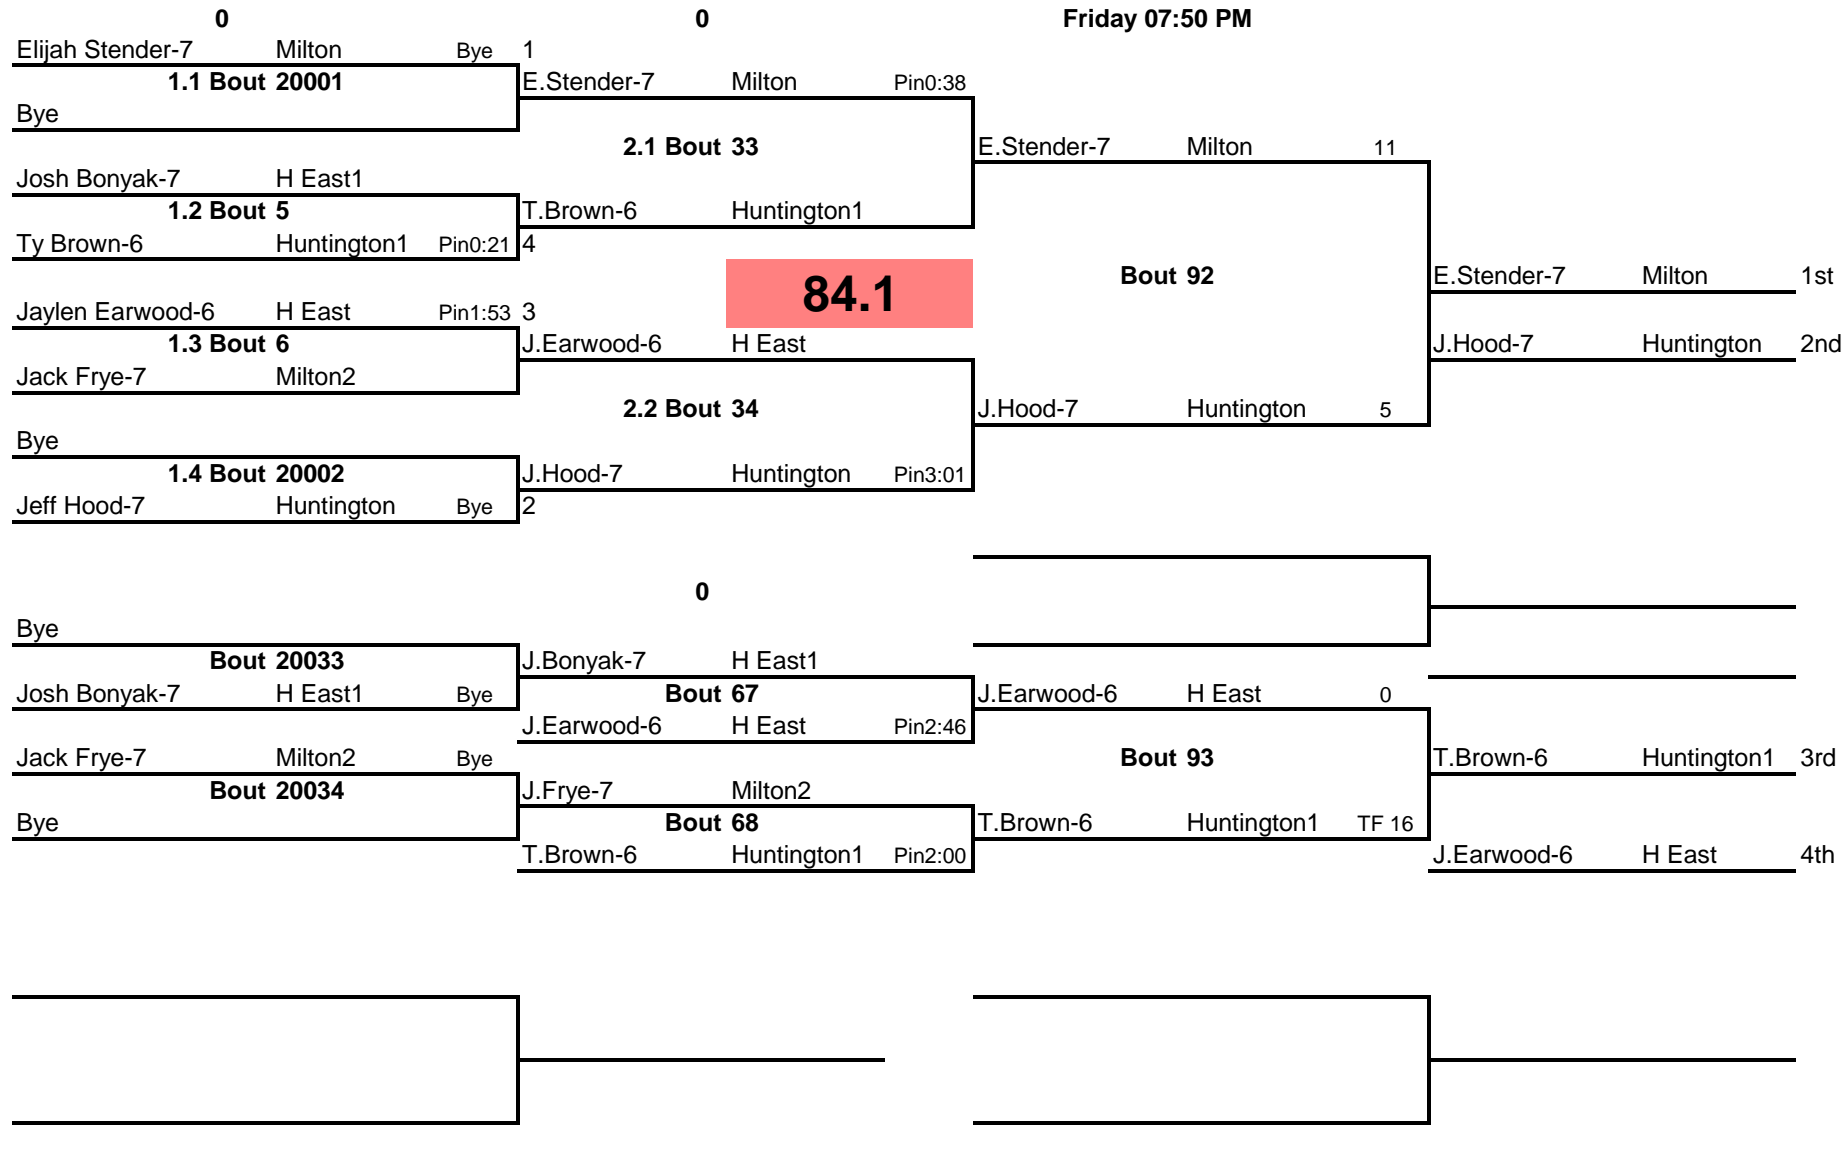 0 0 Friday 07:50 PM
Elijah Stender-7 Milton Bye 1
1.1 Bout 20001 E.Stender-7 Milton Pin0:38
Bye
2.1 Bout 33 E.Stender-7 Milton 11
Josh Bonyak-7 H East1
1.2 Bout 5 T.Brown-6 Huntington1
Ty Brown-6 Huntington1 Pin0:21 4
84.1 Bout 92 E.Stender-7 Milton 1st
Jaylen Earwood-6 H East Pin1:53 3
1.3 Bout 6 J.Earwood-6 H East J.Hood-7 Huntington 2nd
Jack Frye-7 Milton2
2.2 Bout 34 J.Hood-7 Huntington 5
Bye
1.4 Bout 20002 J.Hood-7 Huntington Pin3:01
Jeff Hood-7 Huntington Bye 2
0
Bye
Bout 20033 J.Bonyak-7 H East1
Josh Bonyak-7 H East1 Bye Bout 67 J.Earwood-6 H East 0
J.Earwood-6 H East Pin2:46
Jack Frye-7 Milton2 Bye Bout 93 T.Brown-6 Huntington1 3rd
Bout 20034 J.Frye-7 Milton2
Bye Bout 68 T.Brown-6 Huntington1 TF 16
T.Brown-6 Huntington1 Pin2:00 J.Earwood-6 H East 4th